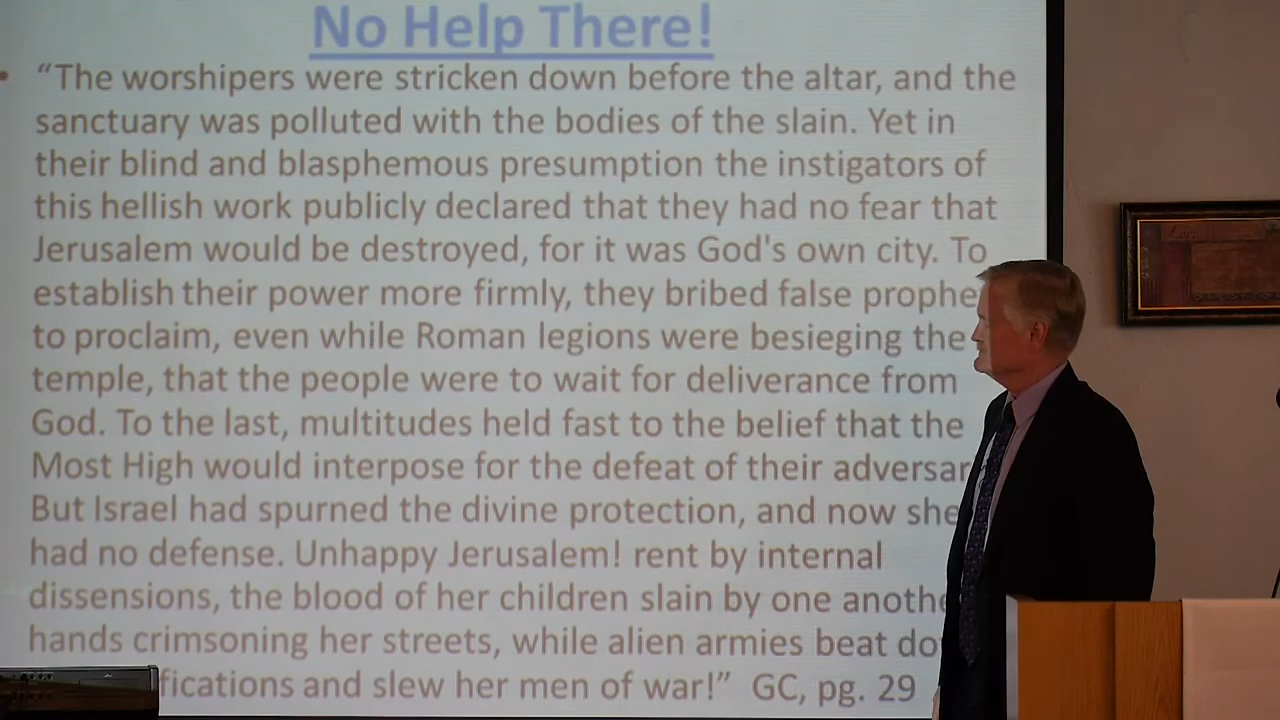 No Help There!
• “The worshipers were stricken down before the altar, and the
sanctuary was polluted with the bodies of the slain. Yet in
their blind and blasphemous presumption the instigators of
this hellish work publicly declared that they had no fear that
Jerusalem would be destroyed, for it was God's own city. To
establish their power more firmly, they bribed false prophe
to proclaim, even while Roman legions were besieging the
temple, that the people were to wait for deliverance from
God. To the last, multitudes held fast to the belief that the
Most High would interpose for the defeat of their adversar
But Israel had spurned the divine protection, and now she
had no defense. Unhappy Jerusalem! rent by internal
dissensions, the blood of her children slain by one anothe
hands crimsoning her streets, while alien armies beat do
fications and slew her men of war!” GC, pg. 29